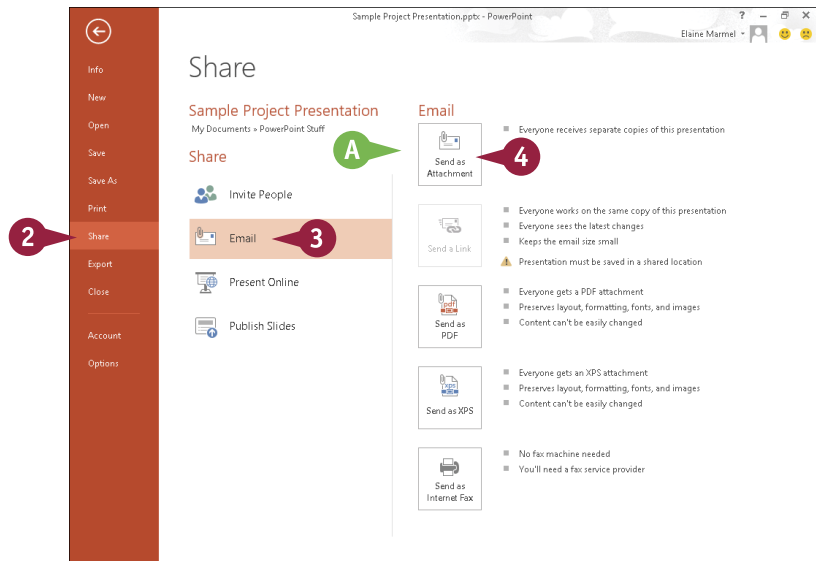 Sample Project Presentation.pptx - PowerPoint
?
Elaine Marmel
Info
New
Open
Save
Save As
Print
Share
Export
Close
Account
Options
Share
Sample Project Presentation
My Documents » PowerPoint Stuff
Share
Invite People
Email
Present Online
Publish Slides
2
3
A
4
Email
Send as
Attachment
Everyone receives separate copies of this presentation
Send a Link
Everyone works on the same copy of this presentation
Everyone sees the latest changes
Keeps the email size small
Presentation must be saved in a shared location
pdf
Send as
PDF
Everyone gets a PDF attachment
Preserves layout, formatting, fonts, and images
Content can't be easily changed
xps
Send as XPS
Everyone gets an XPS attachment
Preserves layout, formatting, fonts, and images
Content can't be easily changed
Send as
Internet Fax
No fax machine needed
You'll need a fax service provider